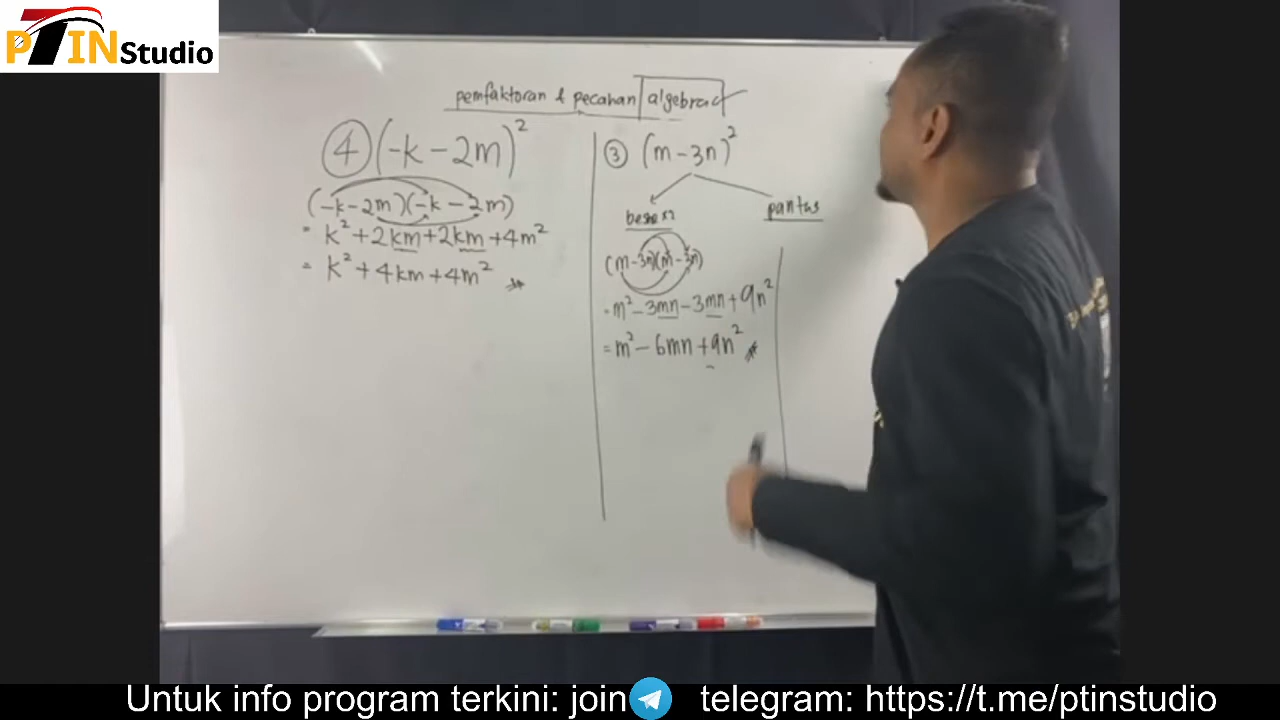 PTIN Studio
pemfaktoran & pecahan algebra
④ (-k - 2m)²
(-k - 2m)(-k - 2m)
= k² + 2km + 2km + 4m²
= k² + 4km + 4m²
③ (m - 3n)²
pantas
(m - 3n)(m - 3n)
= m² - 3mn - 3mn + 9n²
= m² - 6mn + 9n²
Untuk info program terkini: join telegram: https://t.me/ptinstudio